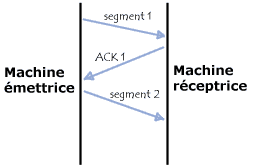 segment 1
ACK 1
Machine
émettrice
Machine
réceptrice
segment 2